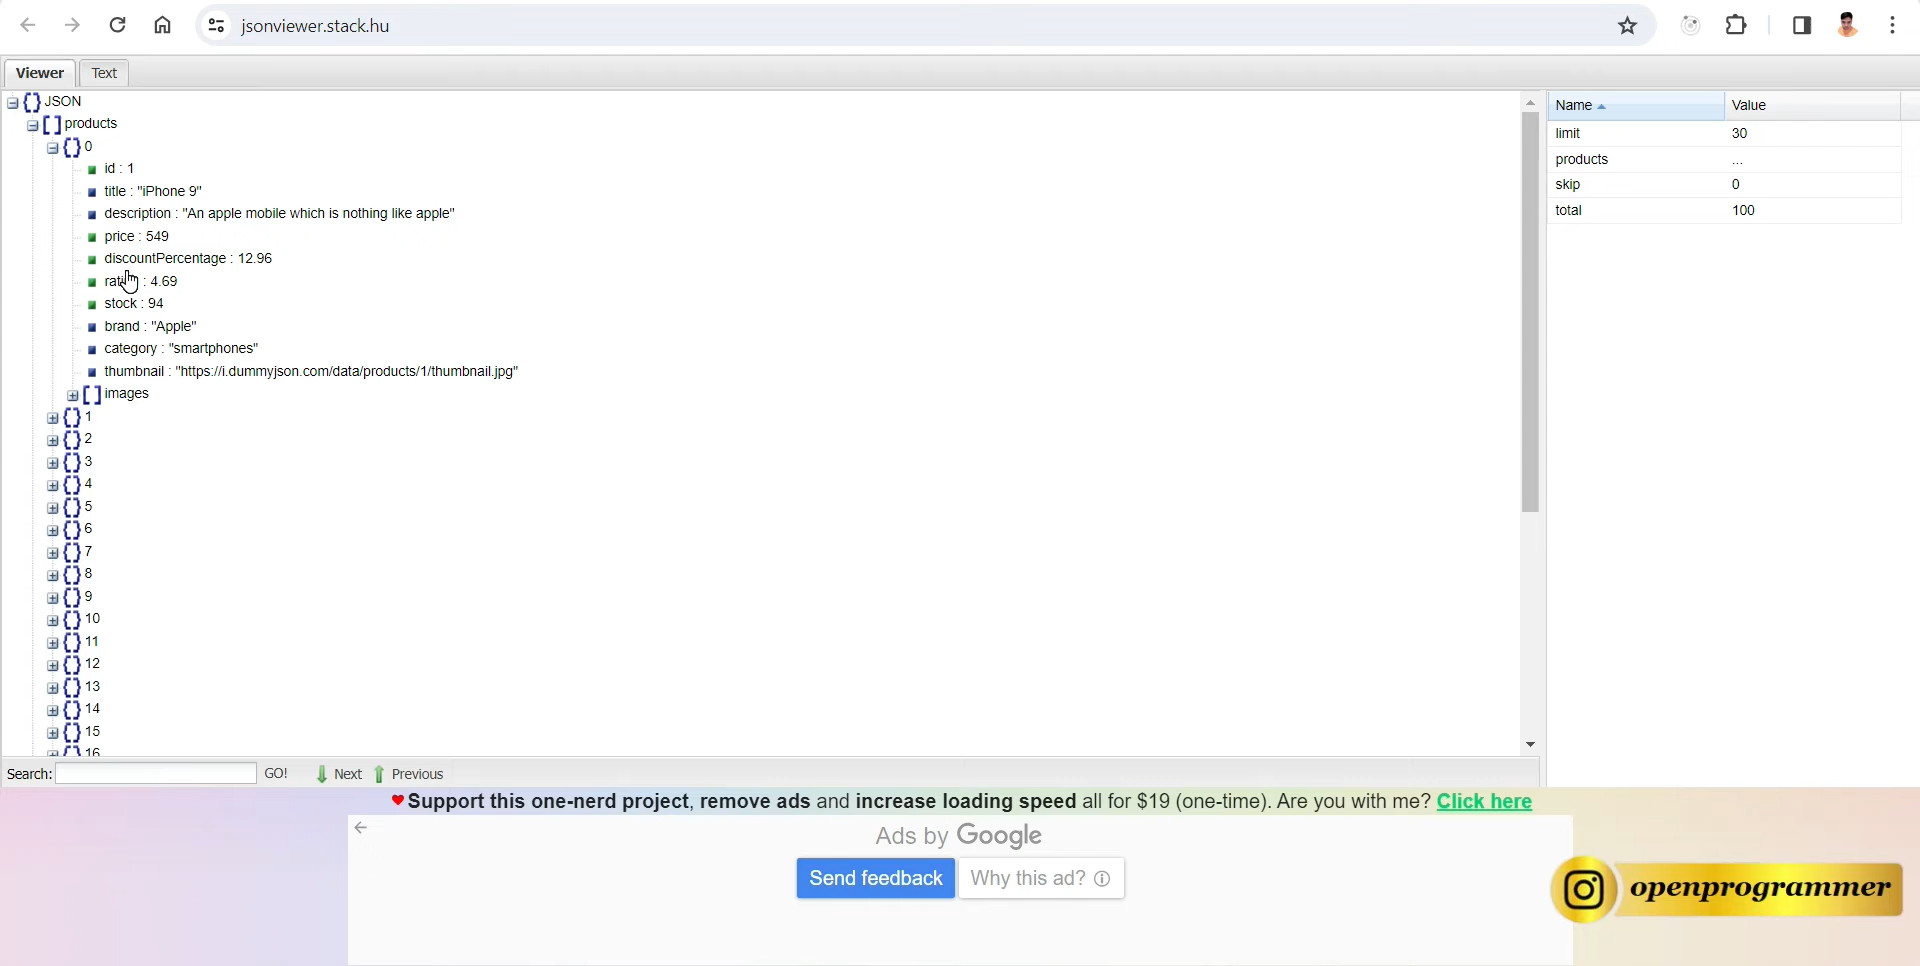 jsonviewer.stack.hu
Viewer Text
JSON
products
0
id : 1
title : "iPhone 9"
description : "An apple mobile which is nothing like apple"
price : 549
discountPercentage : 12.96
: 4.69
stock : 94
brand : "Apple"
category : "smartphones"
thumbnail : "https://i.dummyjson.com/data/products/1/thumbnail.jpg"
images
1
2
3
4
5
6
7
8
9
10
11
12
13
14
15
16
Name Value
limit 30
products ...
skip 0
total 100
Search: GO! Next Previous
Support this one-nerd project, remove ads and increase loading speed all for $19 (one-time). Are you with me? Click here
Ads by Google
Send feedback Why this ad?
openprogrammer